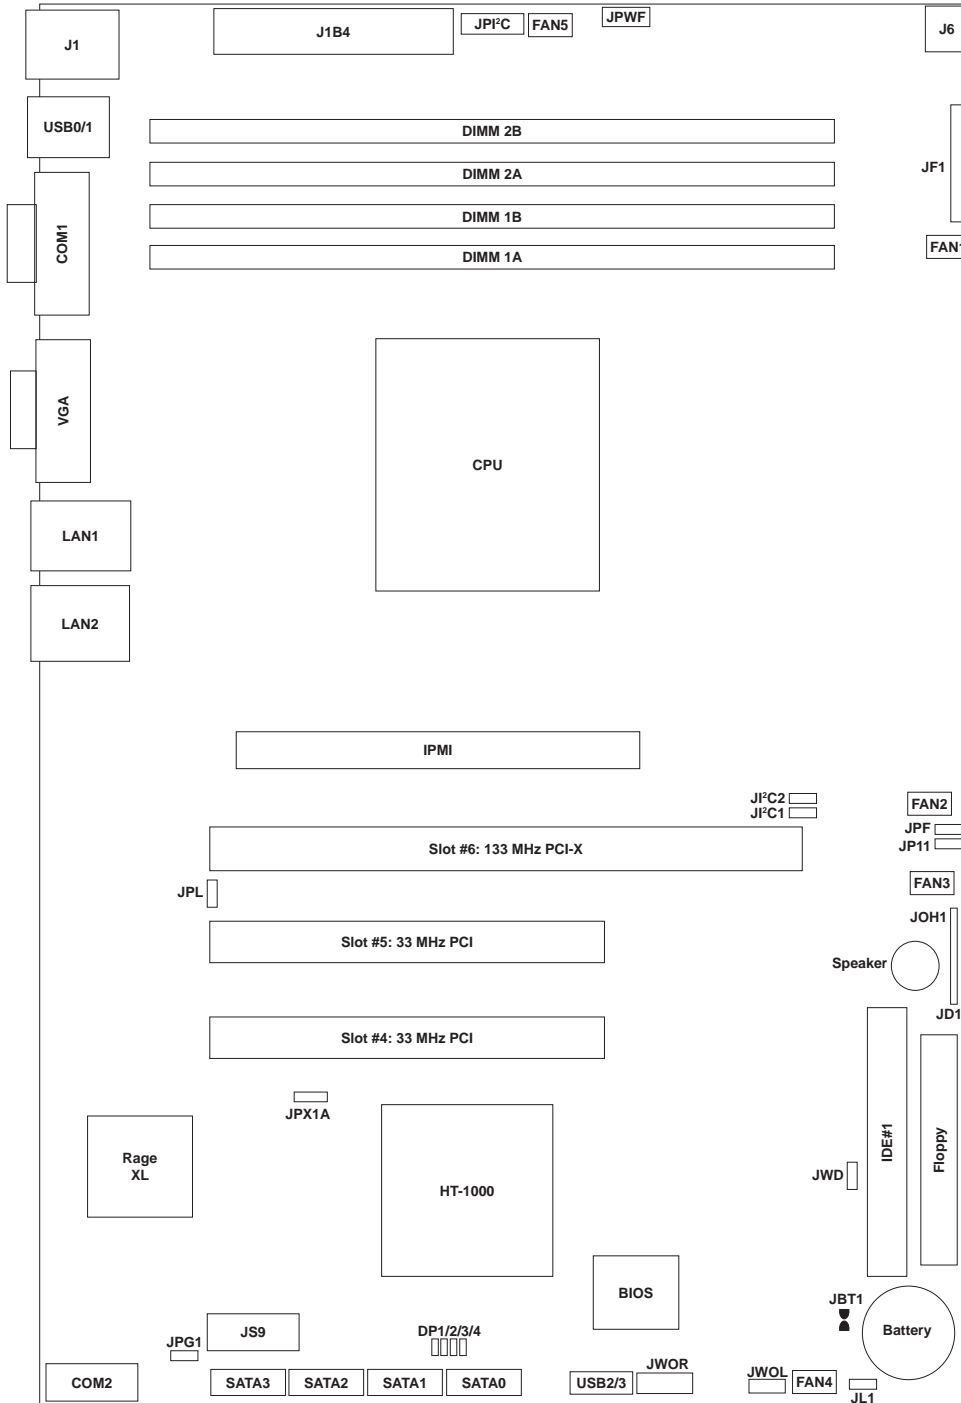 J1
J1B4
JPI²C
FAN5
JPWF
J6
USB0/1
DIMM 2B
DIMM 2A
JF1
DIMM 1B
COM1
FAN1
DIMM 1A
VGA
CPU
LAN1
LAN2
IPMI
JI²C2
JI²C1
FAN2
JPF
JP11
Slot #6: 133 MHz PCI-X
JPL
FAN3
JOH1
Slot #5: 33 MHz PCI
Speaker
JD1
Slot #4: 33 MHz PCI
JPX1A
Rage
XL
HT-1000
JWD
IDE#1
Floppy
BIOS
JBT1
Battery
JS9
DP1/2/3/4
JPG1
JWOR
JWOL
COM2
SATA3
SATA2
SATA1
SATA0
USB2/3
FAN4
JL1